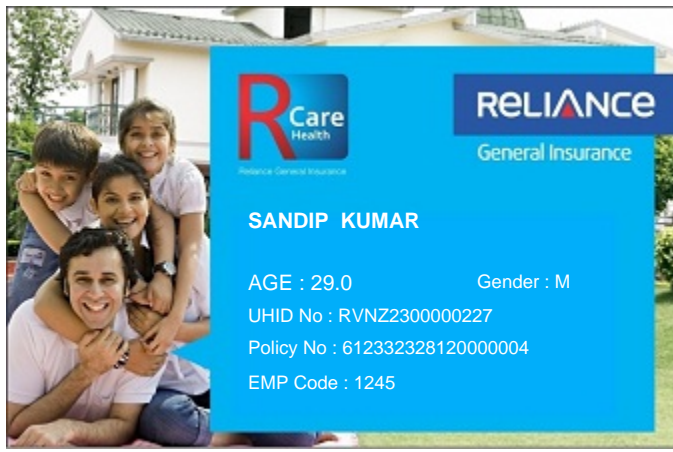 R Care
Health
Reliance General Insurance
RELIANCE
General Insurance
SANDIP KUMAR
AGE : 29.0 Gender : M
UHID No : RVNZ2300000227
Policy No : 612332328120000004
EMP Code : 1245